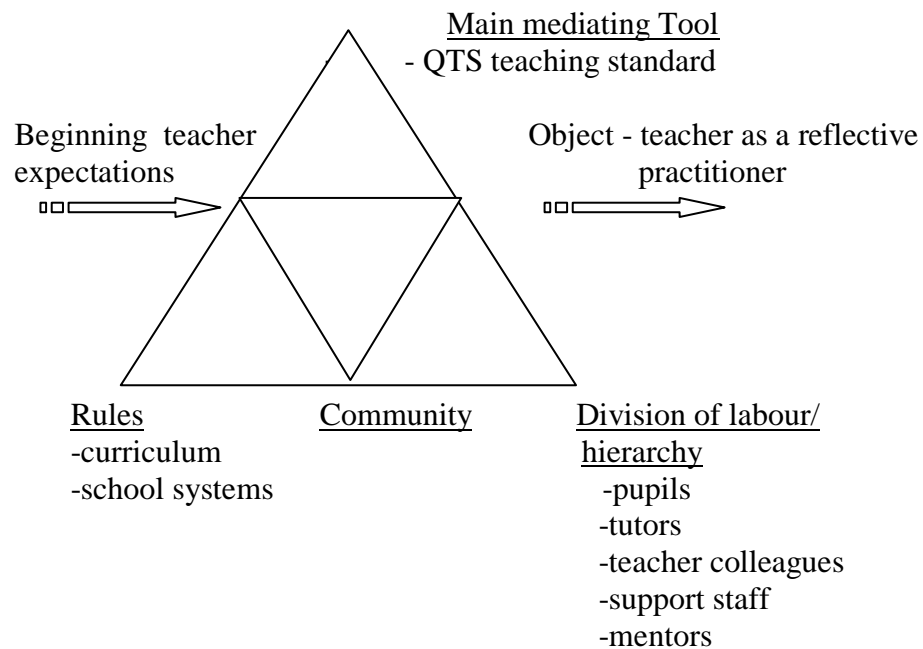 Main mediating Tool
- QTS teaching standard
Beginning teacher
expectations
Object - teacher as a reflective
practitioner
Rules
-curriculum
-school systems
Community
Division of labour/
hierarchy
-pupils
-tutors
-teacher colleagues
-support staff
-mentors